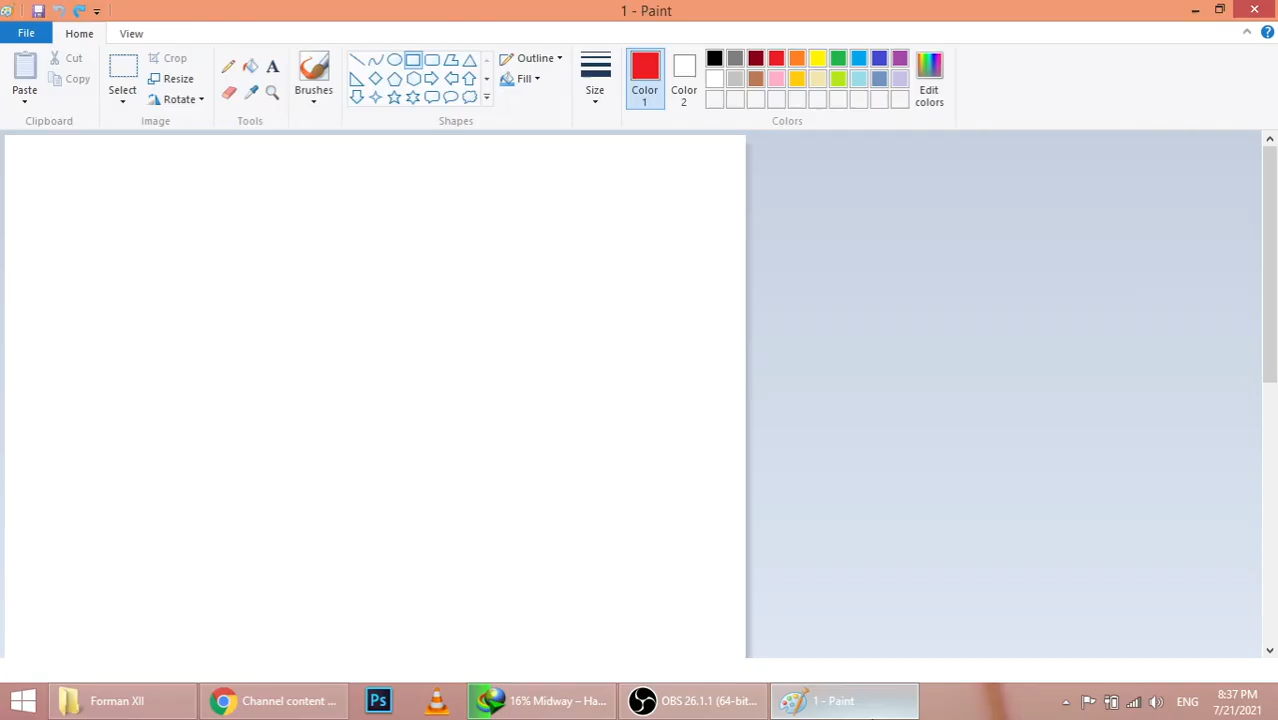 1 - Paint
File Home View
Paste
Cut
Copy
Clipboard
Select
Crop
Resize
Rotate
Image
A
Tools
Brushes
Outline
Fill
Shapes
Size
Color 1
Color 2
Edit colors
Colors
Forman XII
Channel content ...
Ps
16% Midway – Ha...
OBS 26.1.1 (64-bit...
1 - Paint
ENG
8:37 PM
7/21/2021